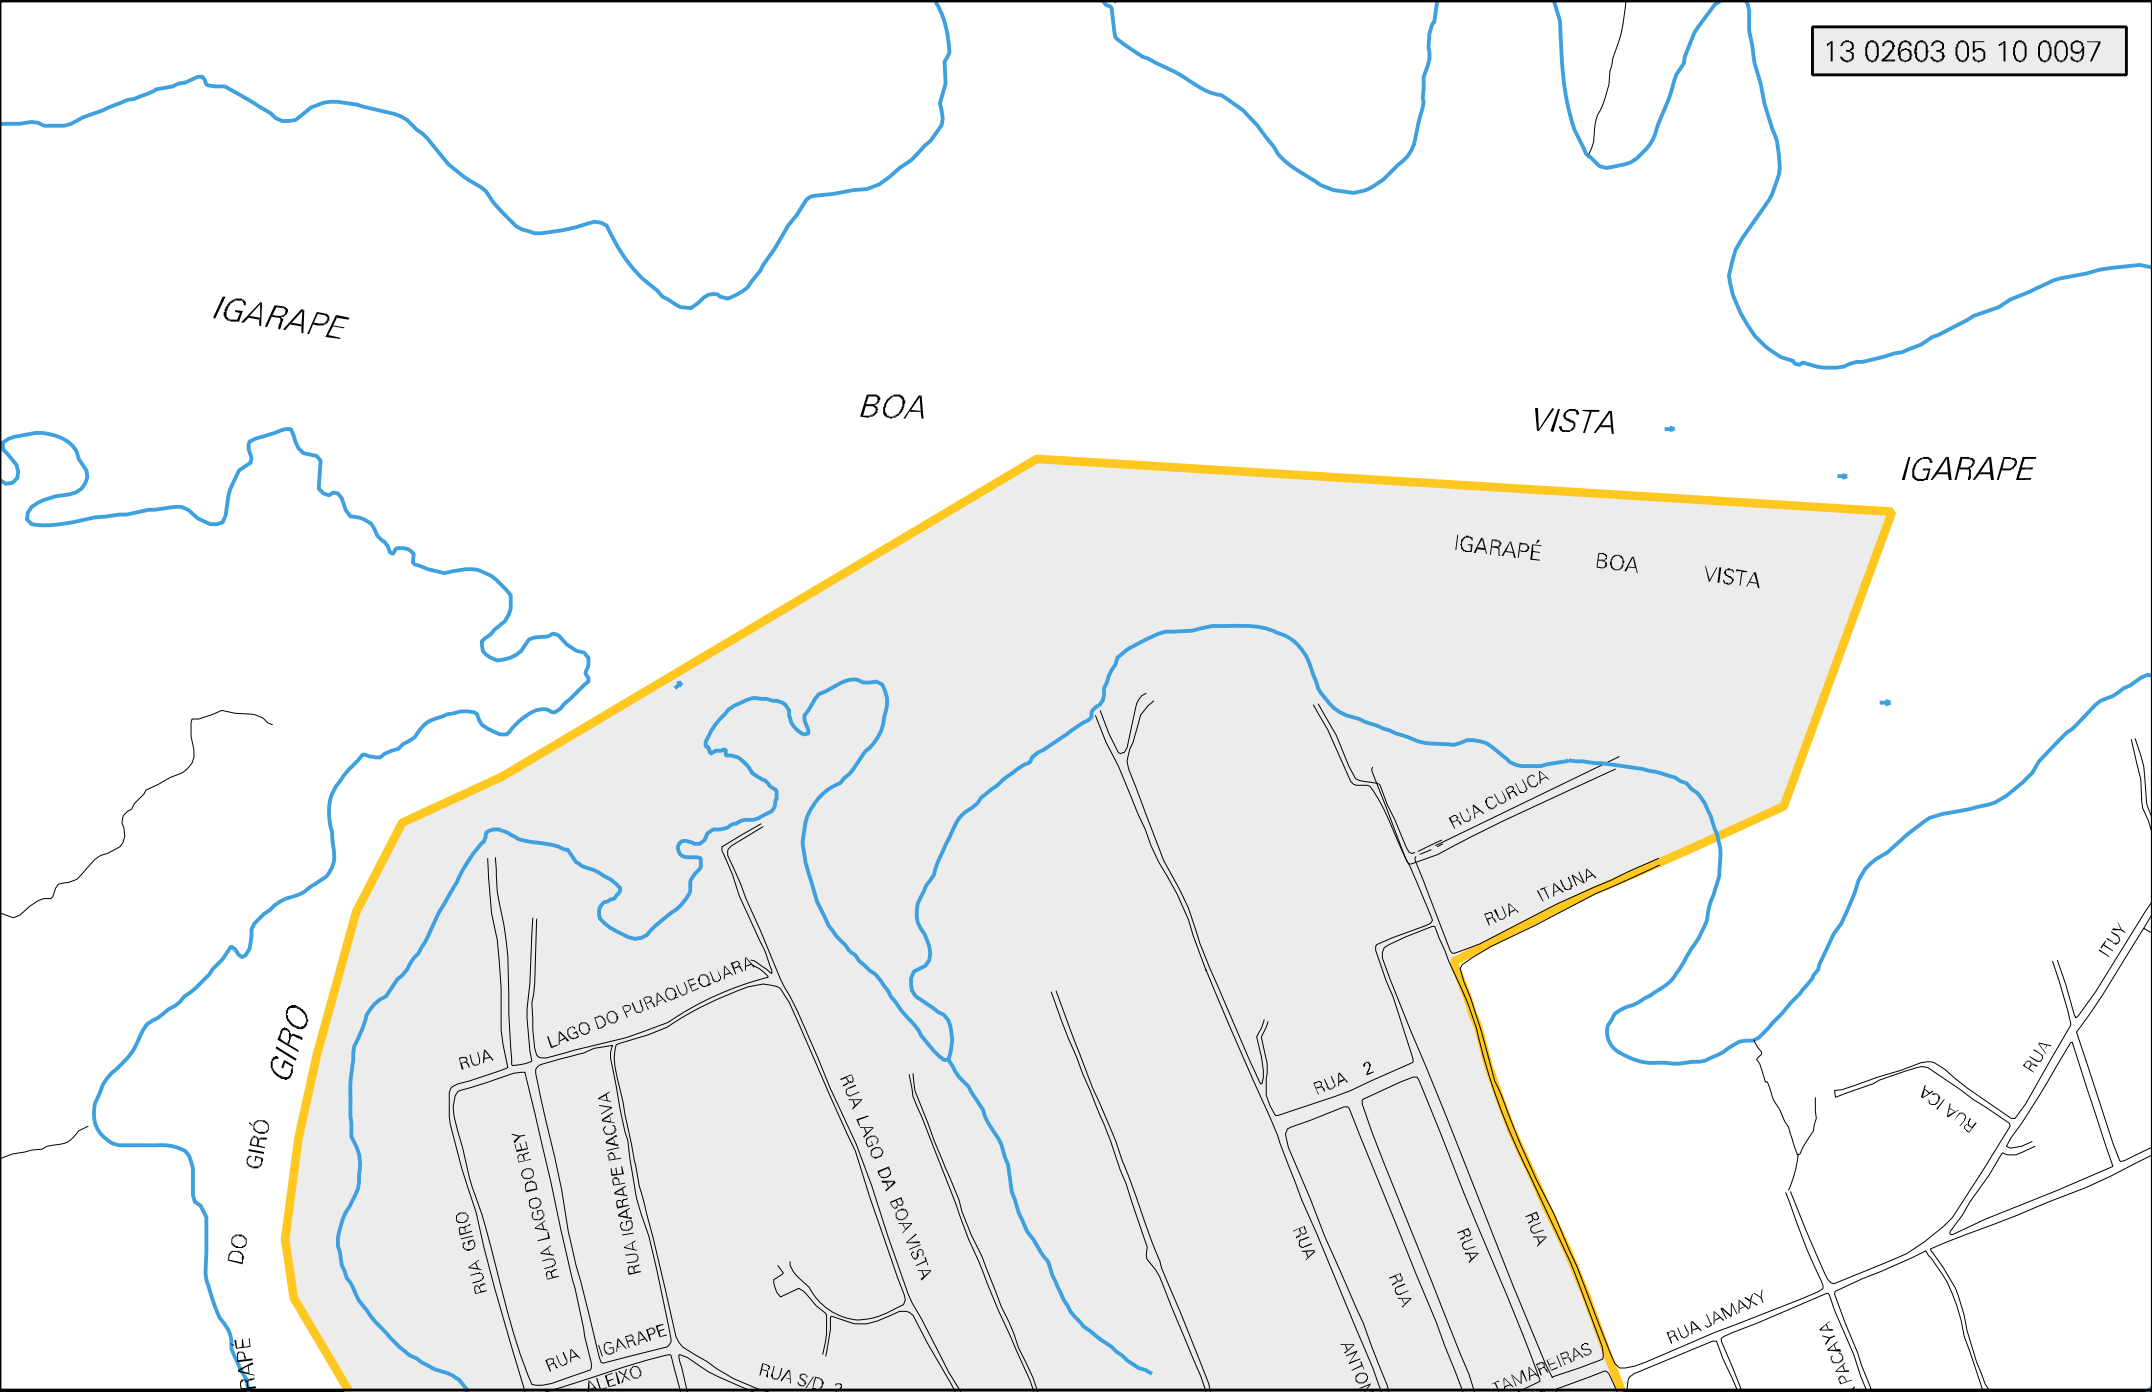 13 02603 05 10 0097
IGARAPE
BOA
VISTA
IGARAPE
IGARAPÉ BOA VISTA
RUA CURUCA
RUA ITAUNA
ITUY
RUA
LAGO DO PURAQUEQUARA
RUA
GIRO
GIRÓ
DO
RUA 2
RUA ICA
RUA LAGO DA BOA VISTA
RUA IGARAPE PIACAVA
RUA LAGO DO REY
RUA GIRO
RUA
RUA
RUA
RUA
RUA JAMAXY
RUA IGARAPE
ALEIXO
RUA S/D 2
TAMAREIRAS
PACAYA